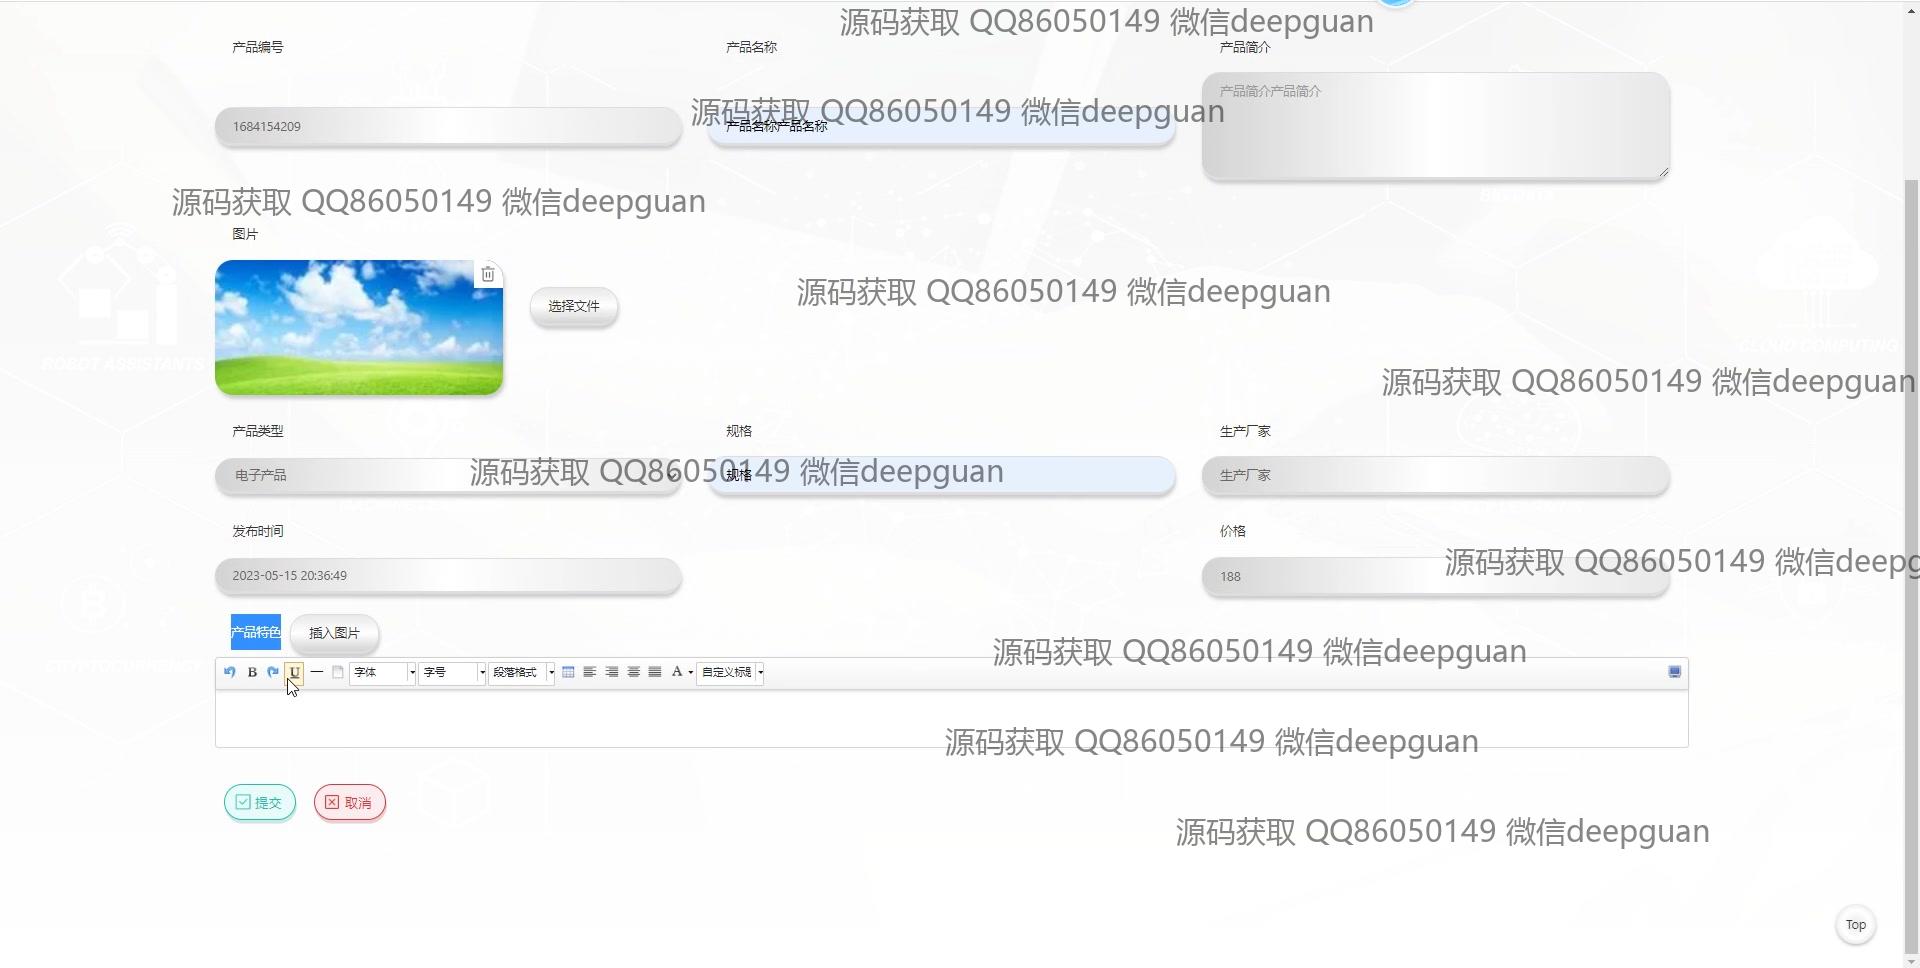 源码获取 QQ86050149 微信deepguan
产品编号
产品名称
产品简介
产品简介产品简介
源码获取 QQ86050149 微信deepguan
1684154209
产品名称产品名称
源码获取 QQ86050149 微信deepguan
图片
选择文件
源码获取 QQ86050149 微信deepguan
ROBOT ASSISTANTS
CLOUD COMPUTING
源码获取 QQ86050149 微信deepguan
产品类型
规格
生产厂家
电子产品
源码获取 QQ86050149 微信deepguan
规格
生产厂家
发布时间
价格
源码获取 QQ86050149 微信deepg
2023-05-15 20:36:49
188
产品特色
插入图片
源码获取 QQ86050149 微信deepguan
CRYPTOCURRENCY
B U 字体 字号 段落格式 A 自定义标题
源码获取 QQ86050149 微信deepguan
提交
取消
源码获取 QQ86050149 微信deepguan
Top